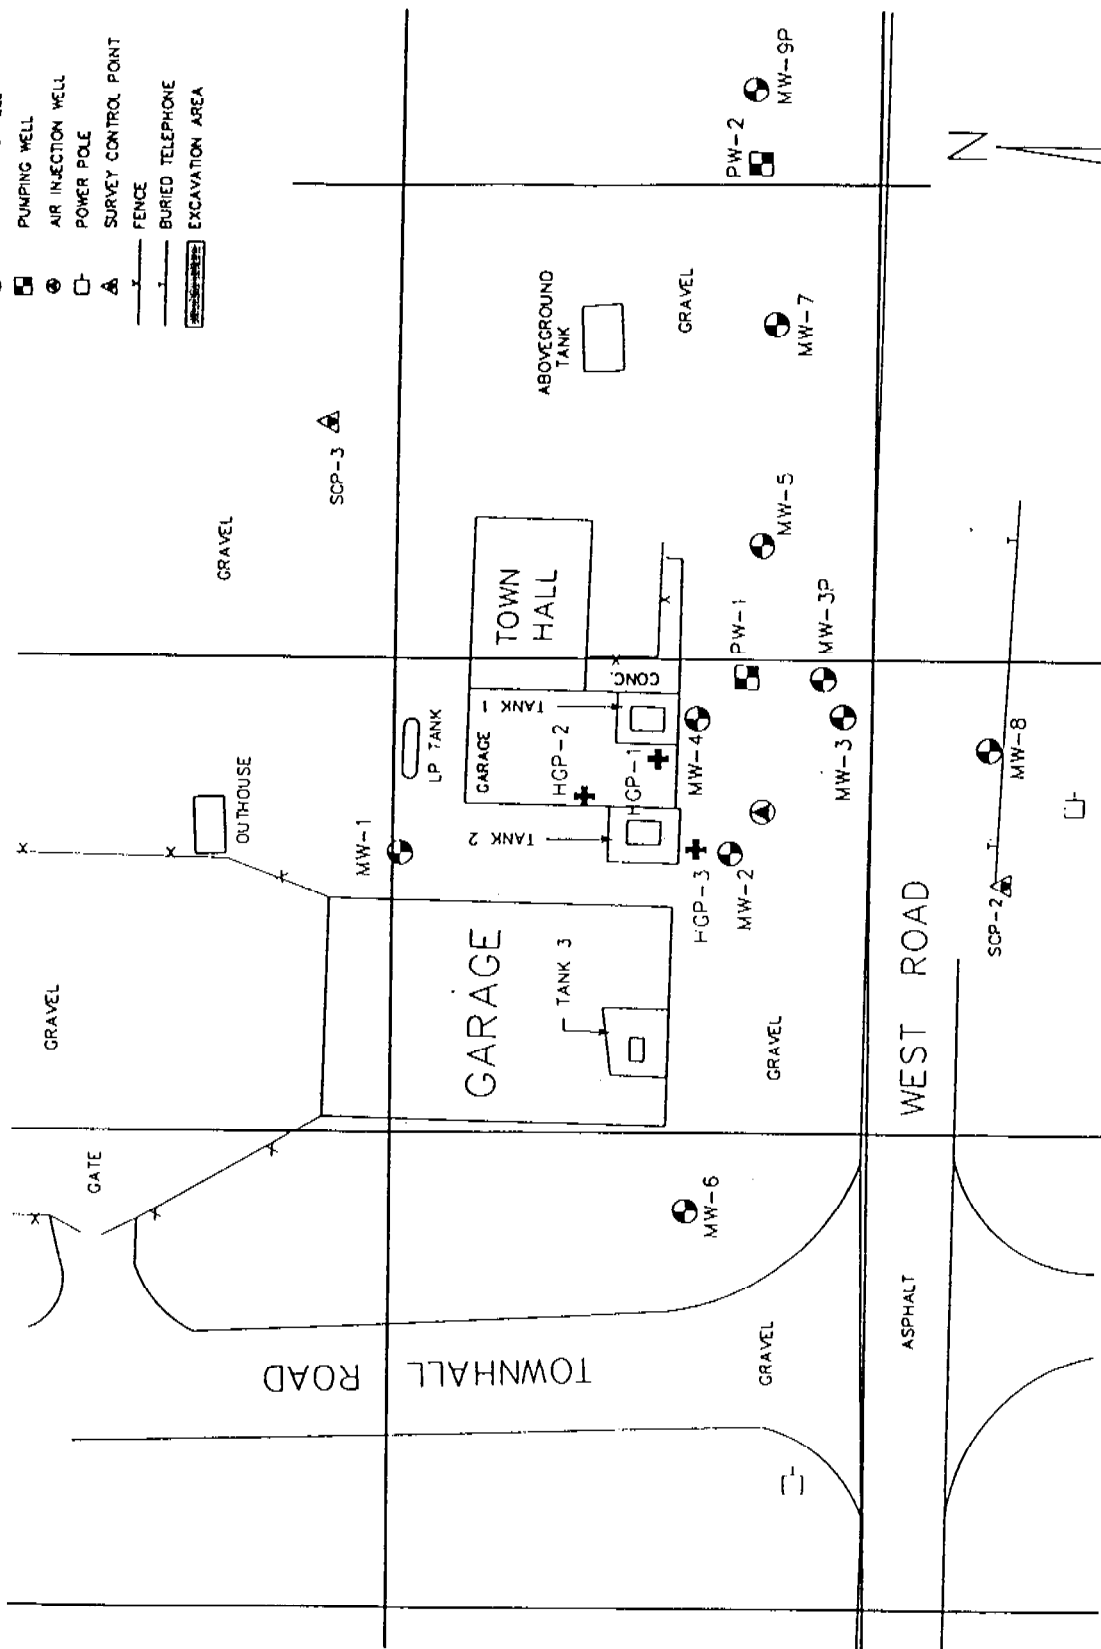 PUMPING WELL
AIR INJECTION WELL
POWER POLE
SURVEY CONTROL POINT
FENCE
BURIED TELEPHONE
EXCAVATION AREA
GRAVEL
GATE
OUTHOUSE
GRAVEL
SCP-3
MW-1
LP TANK
TOWNHALL ROAD
GARAGE
TANK 3
TANK 2
GARAGE
HGP-2
TANK 1
HGP-1
TOWN
HALL
CONC.
ABOVEGROUND
TANK
GRAVEL
MW-6
HGP-3
MW-2
MW-4
PW-1
MW-5
MW-7
PW-2
MW-9P
GRAVEL
GRAVEL
MW-3
MW-3P
ASPHALT
WEST ROAD
SCP-2
MW-8
N